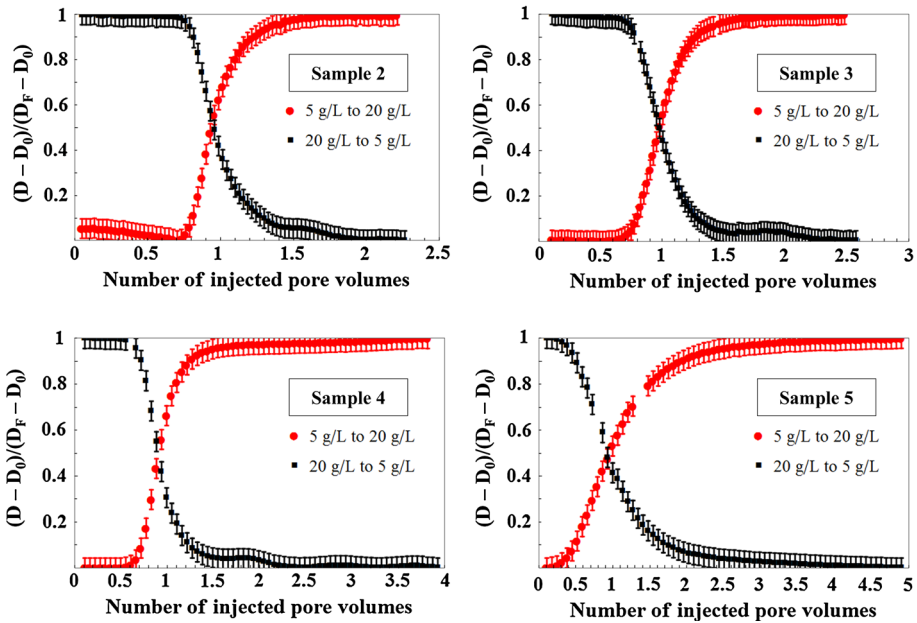 1
0.8
0.6
0.4
0.2
(D − D0)/(DF − D0)
Sample 2
5 g/L to 20 g/L
20 g/L to 5 g/L
0 0.5 1 1.5 2 2.5
Number of injected pore volumes
1
0.8
0.6
0.4
0.2
(D − D0)/(DF − D0)
Sample 3
5 g/L to 20 g/L
20 g/L to 5 g/L
0 0.5 1 1.5 2 2.5 3
Number of injected pore volumes
1
0.8
0.6
0.4
0.2
(D − D0)/(DF − D0)
Sample 4
5 g/L to 20 g/L
20 g/L to 5 g/L
0 0.5 1 1.5 2 2.5 3 3.5 4
Number of injected pore volumes
1
0.8
0.6
0.4
0.2
(D − D0)/(DF − D0)
Sample 5
5 g/L to 20 g/L
20 g/L to 5 g/L
0 0.5 1 1.5 2 2.5 3 3.5 4 4.5 5
Number of injected pore volumes